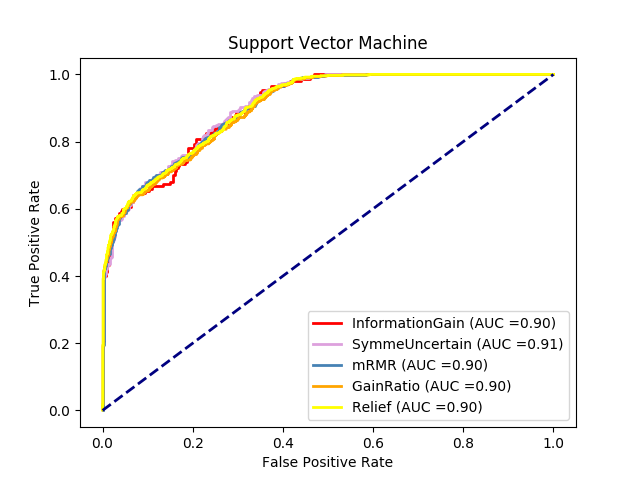 Support Vector Machine
True Positive Rate
1.0
0.8
0.6
0.4
0.2
0.0
InformationGain (AUC =0.90)
SymmeUncertain (AUC =0.91)
mRMR (AUC =0.90)
GainRatio (AUC =0.90)
Relief (AUC =0.90)
0.0 0.2 0.4 0.6 0.8 1.0
False Positive Rate